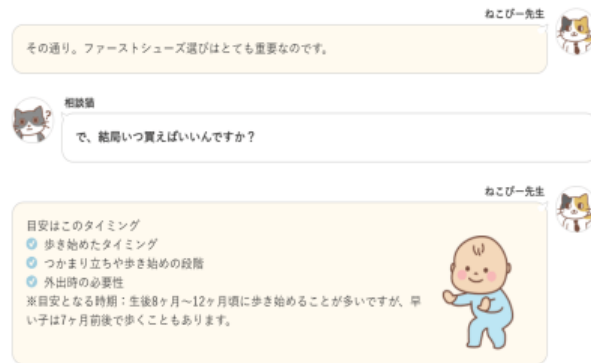 ねこぴー先生
その通り。ファーストシューズ選びはとても重要なのです。
相談猫
で、結局いつ買えばいいんですか？
ねこぴー先生
目安はこのタイミング
歩き始めたタイミング
つかまり立ちや歩き始めの段階
外出時の必要性
※目安となる時期：生後8ヶ月〜12ヶ月頃に歩き始めることが多いですが、早
い子は7ヶ月前後で歩くこともあります。